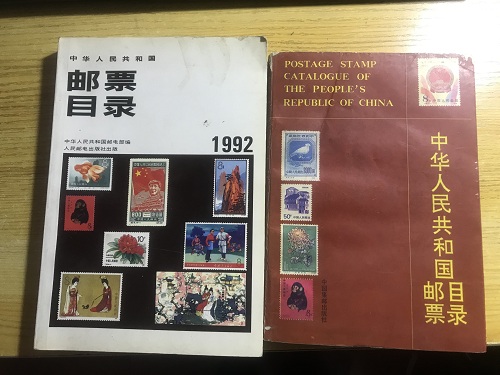 中华人民共和国
邮票
目录
中华人民共和国邮电部编
人民邮电出版社出版
1992
POSTAGE STAMP
CATALOGUE OF
THE PEOPLE'S
REPUBLIC OF CHINA
中华人民共和国
邮票
目录